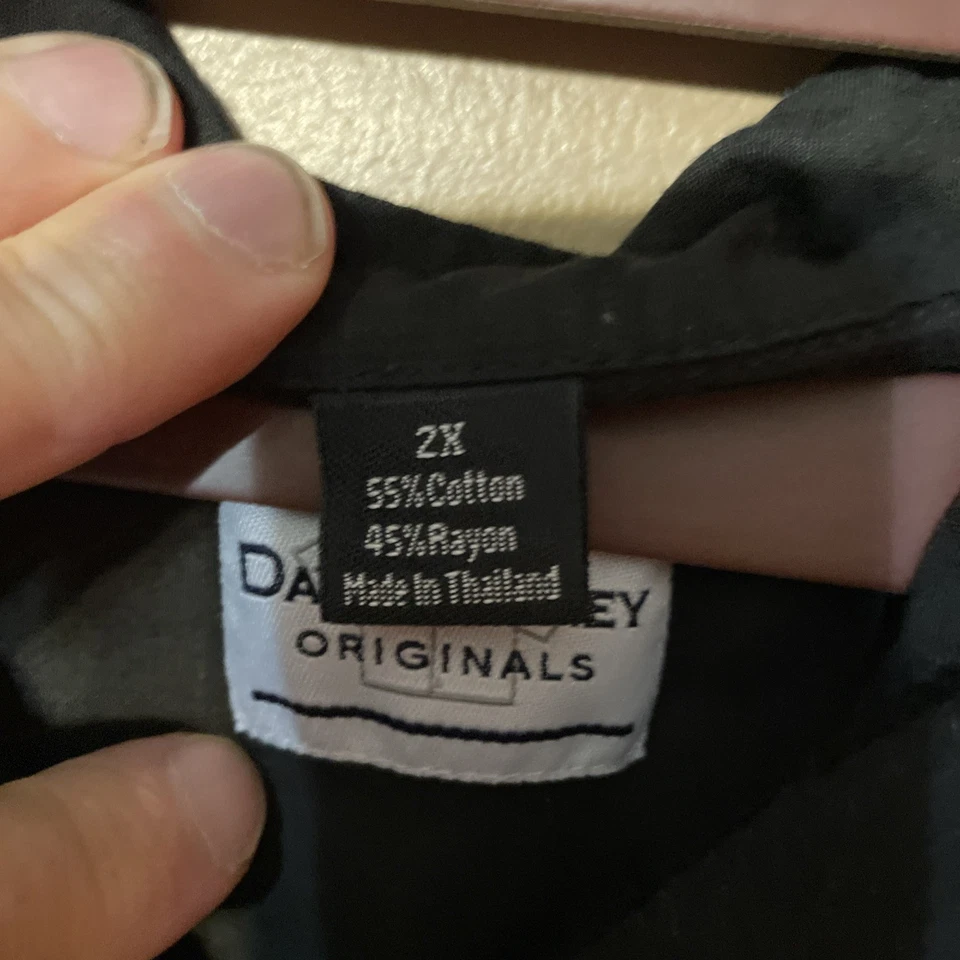 2X
55%Cotton
45%Rayon
Made In Thailand
ORIGINALS